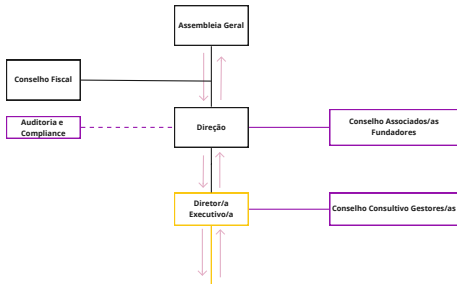 Assembleia Geral
Conselho Fiscal
Auditoria e
Compliance
Direção
Conselho Associados/as
Fundadores
Diretor/a
Executivo/a
Conselho Consultivo Gestores/as